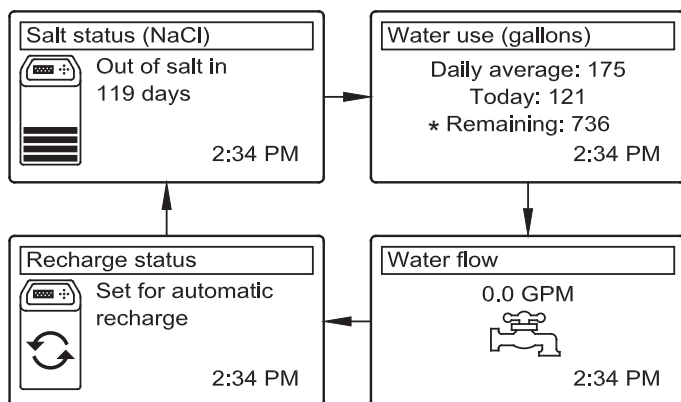 Salt status (NaCl)
Out of salt in
119 days
2:34 PM
Water use (gallons)
Daily average: 175
Today: 121
* Remaining: 736
2:34 PM
Recharge status
Set for automatic
recharge
2:34 PM
Water flow
0.0 GPM
2:34 PM